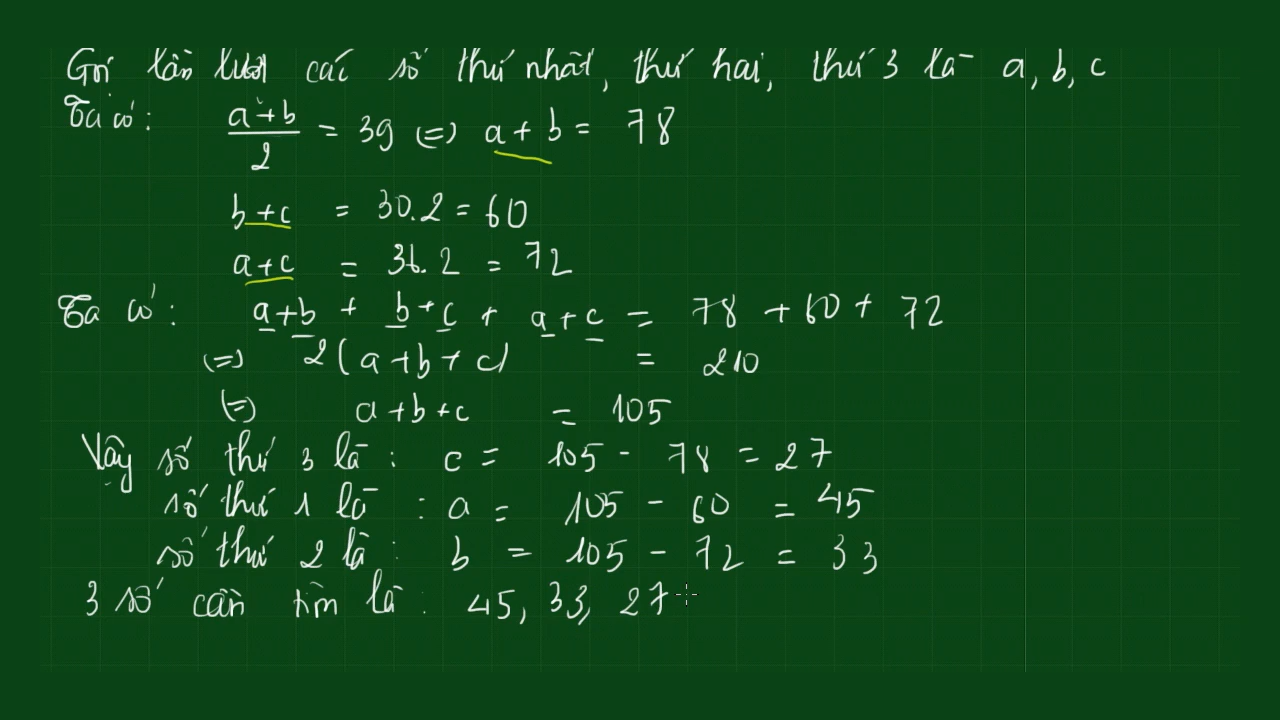 Gọi lần lượt các số thứ nhất, thứ hai, thứ 3 là a, b, c
Ta có: (a+b)/2 = 39 (=) a + b = 78
b+c = 30.2 = 60
a+c = 36.2 = 72
Ta có: a+b + b+c + a+c = 78 + 60 + 72
(=) 2(a+b+c) = 210
(=) a+b+c = 105
Vậy số thứ 3 là: c = 105 - 78 = 27
số thứ 1 là: a = 105 - 60 = 45
số thứ 2 là: b = 105 - 72 = 33
3 số cần tìm là: 45, 33, 27